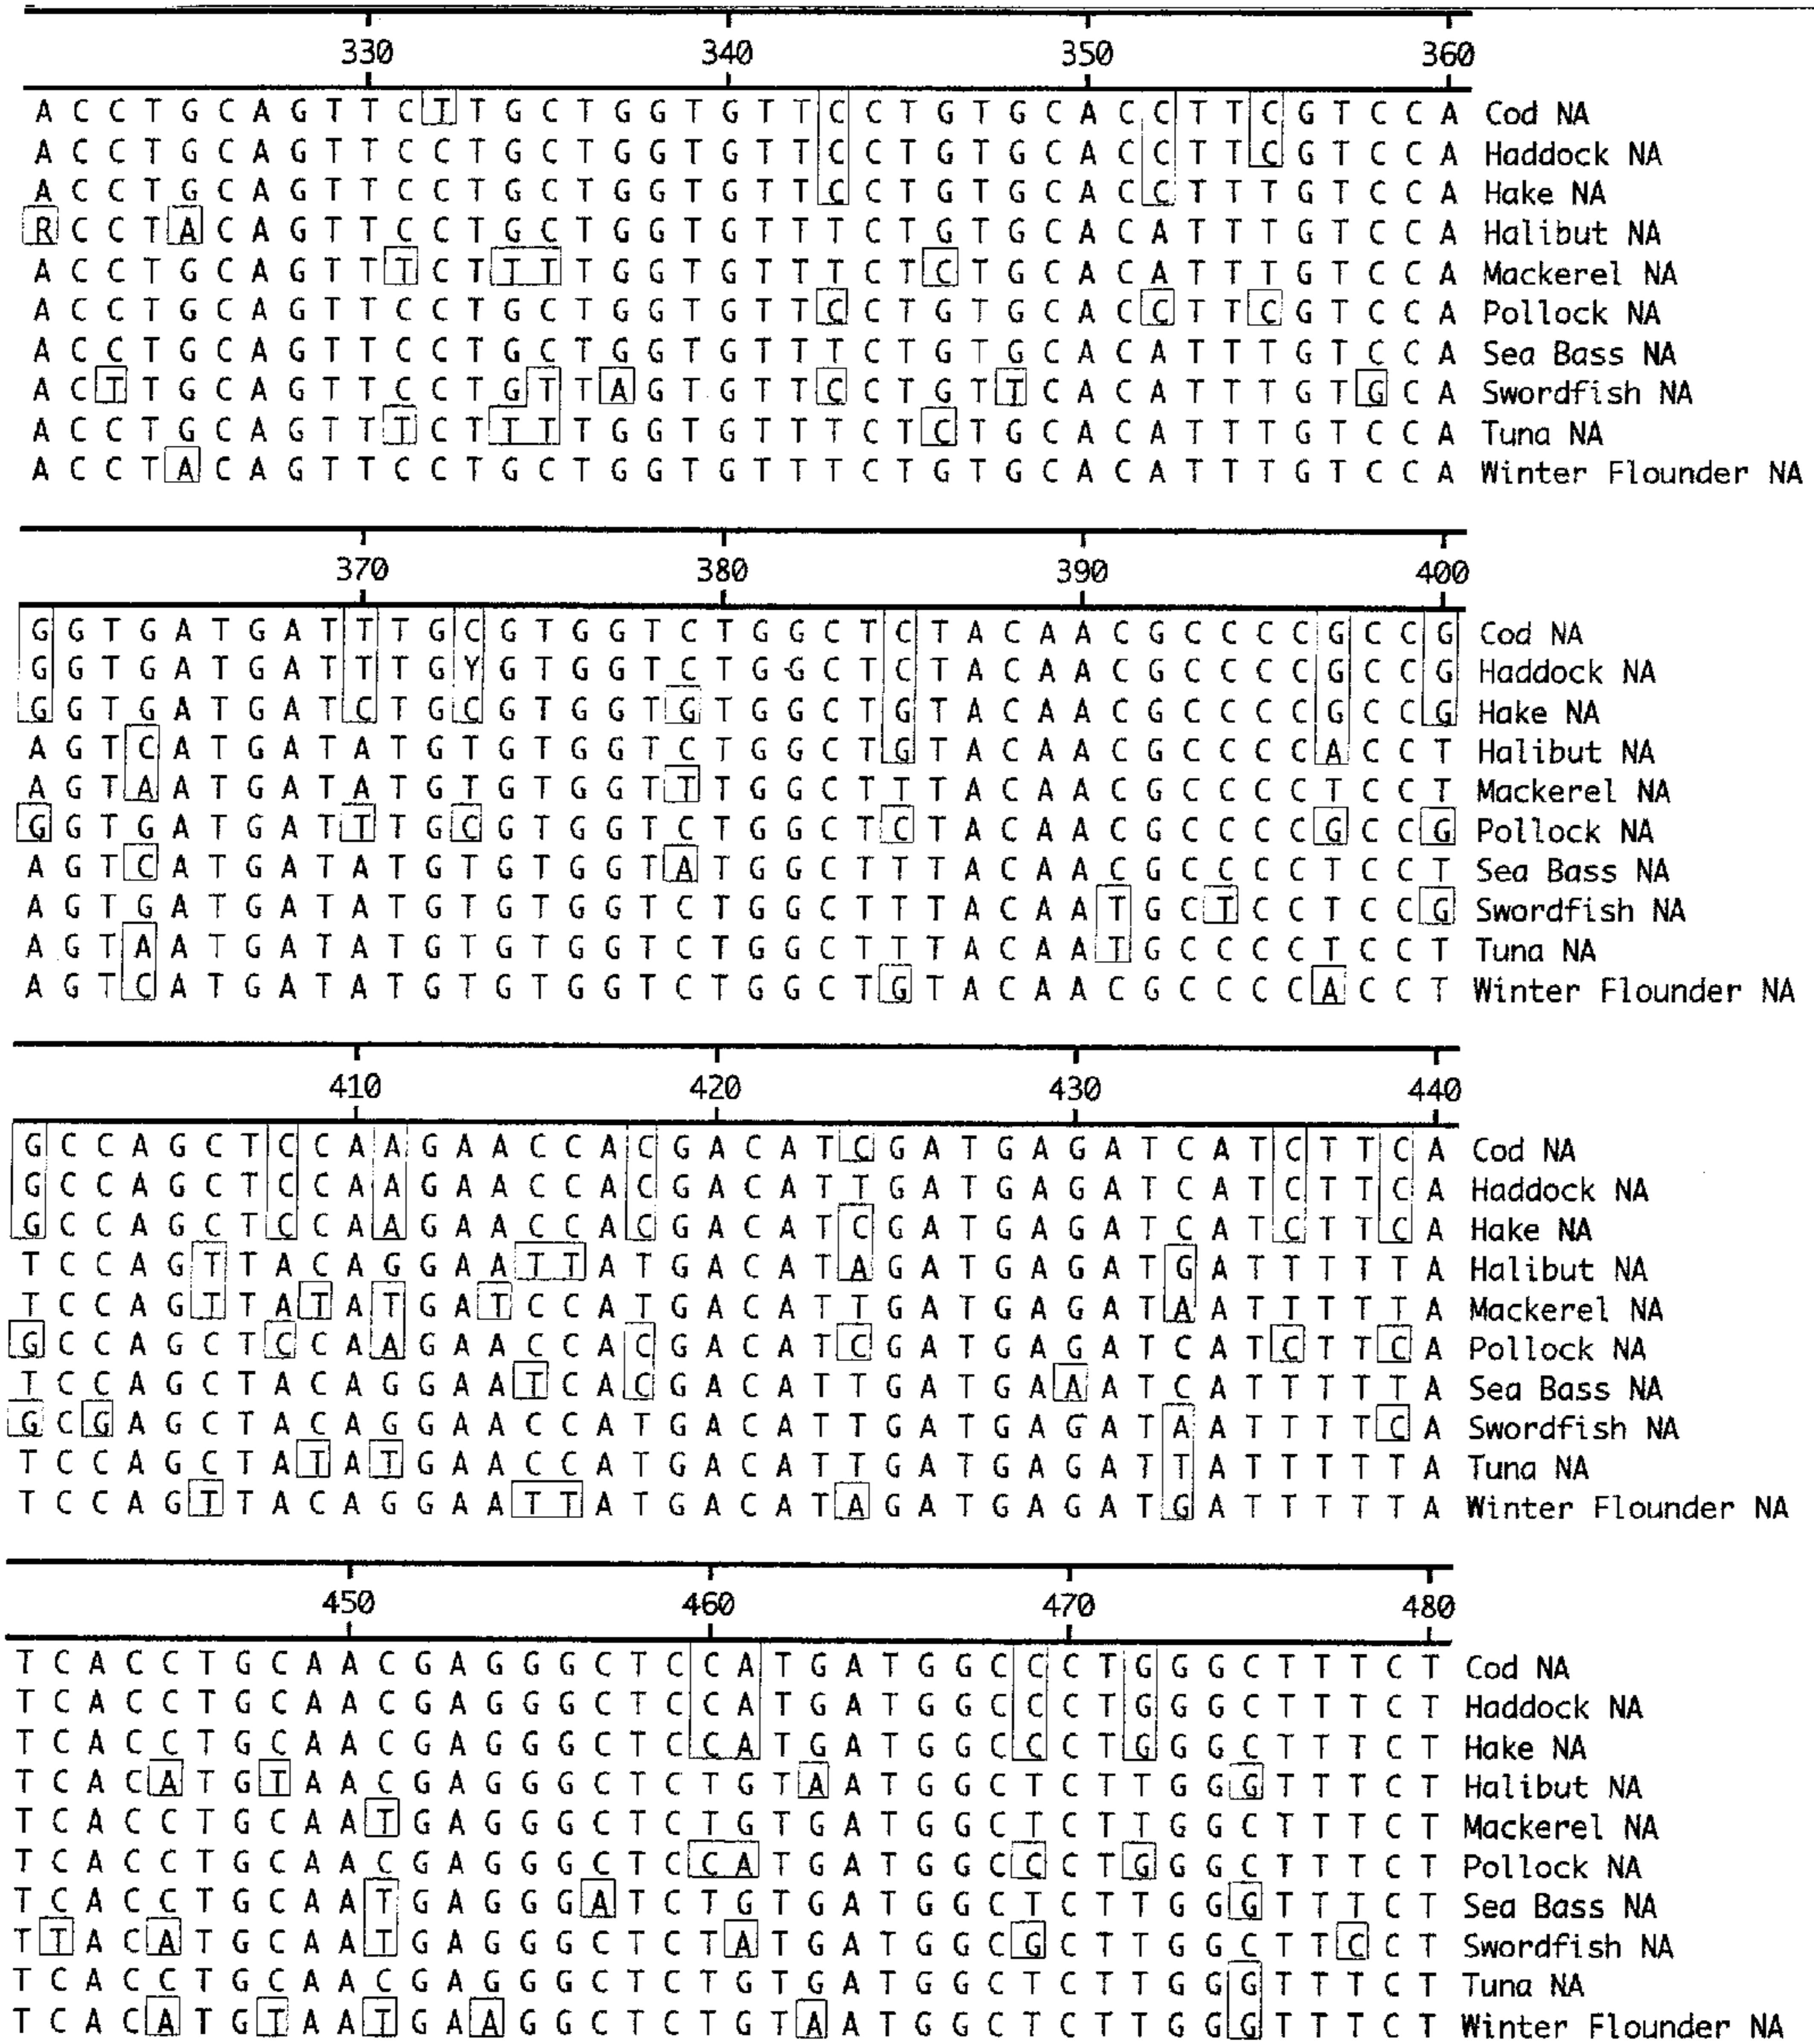 330 340 350 360
A C C T G C A G T T C T T G C T G G T G T T C C T G T G C A C C T T C G T C C A Cod NA
A C C T G C A G T T C C T G C T G G T G T T C C T G T G C A C C T T C G T C C A Haddock NA
A C C T G C A G T T C C T G C T G G T G T T C C T G T G C A C C T T T G T C C A Hake NA
R C C T A C A G T T C C T G C T G G T G T T T C T G T G C A C A T T T G T C C A Halibut NA
A C C T G C A G T T T C T T T T G G T G T T T C T C T G C A C A T T T G T C C A Mackerel NA
A C C T G C A G T T C C T G C T G G T G T T C C T G T G C A C C T T C G T C C A Pollock NA
A C C T G C A G T T C C T G C T G G T G T T T C T G T G C A C A T T T G T C C A Sea Bass NA
A C T T G C A G T T C C T G T T A G T G T T C C T G T T C A C A T T T G T G C A Swordfish NA
A C C T G C A G T T T C T T T T G G T G T T T C T C T G C A C A T T T G T C C A Tuna NA
A C C T A C A G T T C C T G C T G G T G T T T C T G T G C A C A T T T G T C C A Winter Flounder NA
370 380 390 400
G G T G A T G A T T T G C G T G G T C T G G C T C T A C A A C G C C C C G C C G Cod NA
G G T G A T G A T T T G Y G T G G T C T G G C T C T A C A A C G C C C C G C C G Haddock NA
G G T G A T G A T C T G C G T G G T G T G G C T G T A C A A C G C C C C G C C G Hake NA
A G T C A T G A T A T G T G T G G T C T G G C T G T A C A A C G C C C C A C C T Halibut NA
A G T A A T G A T A T G T G T G G T T T G G C T T T A C A A C G C C C C T C C T Mackerel NA
G G T G A T G A T T T G C G T G G T C T G G C T C T A C A A C G C C C C G C C G Pollock NA
A G T C A T G A T A T G T G T G G T A T G G C T T T A C A A C G C C C C T C C T Sea Bass NA
A G T G A T G A T A T G T G T G G T C T G G C T T T A C A A T G C T C C T C C G Swordfish NA
A G T A A T G A T A T G T G T G G T C T G G C T T T A C A A T G C C C C T C C T Tuna NA
A G T C A T G A T A T G T G T G G T C T G G C T G T A C A A C G C C C C A C C T Winter Flounder NA
410 420 430 440
G C C A G C T C C A A G A A C C A C G A C A T C G A T G A G A T C A T C T T C A Cod NA
G C C A G C T C C A A G A A C C A C G A C A T T G A T G A G A T C A T C T T C A Haddock NA
G C C A G C T C C A A G A A C C A C G A C A T C G A T G A G A T C A T C T T C A Hake NA
T C C A G T T A C A G G A A T T A T G A C A T A G A T G A G A T G A T T T T T A Halibut NA
T C C A G T T A T A T G A T C C A T G A C A T T G A T G A G A T A A T T T T T A Mackerel NA
G C C A G C T C C A A G A A C C A C G A C A T C G A T G A G A T C A T C T T C A Pollock NA
T C C A G C T A C A G G A A T C A C G A C A T T G A T G A A A T C A T T T T T A Sea Bass NA
G C G A G C T A C A G G A A C C A T G A C A T T G A T G A G A T A A T T T T C A Swordfish NA
T C C A G C T A T A T G A A C C A T G A C A T T G A T G A G A T T A T T T T T A Tuna NA
T C C A G T T A C A G G A A T T A T G A C A T A G A T G A G A T G A T T T T T A Winter Flounder NA
450 460 470 480
T C A C C T G C A A C G A G G G C T C C A T G A T G G C C C T G G G C T T T C T Cod NA
T C A C C T G C A A C G A G G G C T C C A T G A T G G C C C T G G G C T T T C T Haddock NA
T C A C C T G C A A C G A G G G C T C C A T G A T G G C C C T G G G C T T T C T Hake NA
T C A C A T G T A A C G A G G G C T C T G T A A T G G C T C T T G G G T T T C T Halibut NA
T C A C C T G C A A T G A G G G C T C T G T G A T G G C T C T T G G C T T T C T Mackerel NA
T C A C C T G C A A C G A G G G C T C C A T G A T G G C C C T G G G C T T T C T Pollock NA
T C A C C T G C A A T G A G G G A T C T G T G A T G G C T C T T G G G T T T C T Sea Bass NA
T T A C A T G C A A T G A G G G C T C T A T G A T G G C G C T T G G C T T C C T Swordfish NA
T C A C C T G C A A C G A G G G C T C T G T G A T G G C T C T T G G G T T T C T Tuna NA
T C A C A T G T A A T G A A G G C T C T G T A A T G G C T C T T G G G T T T C T Winter Flounder NA